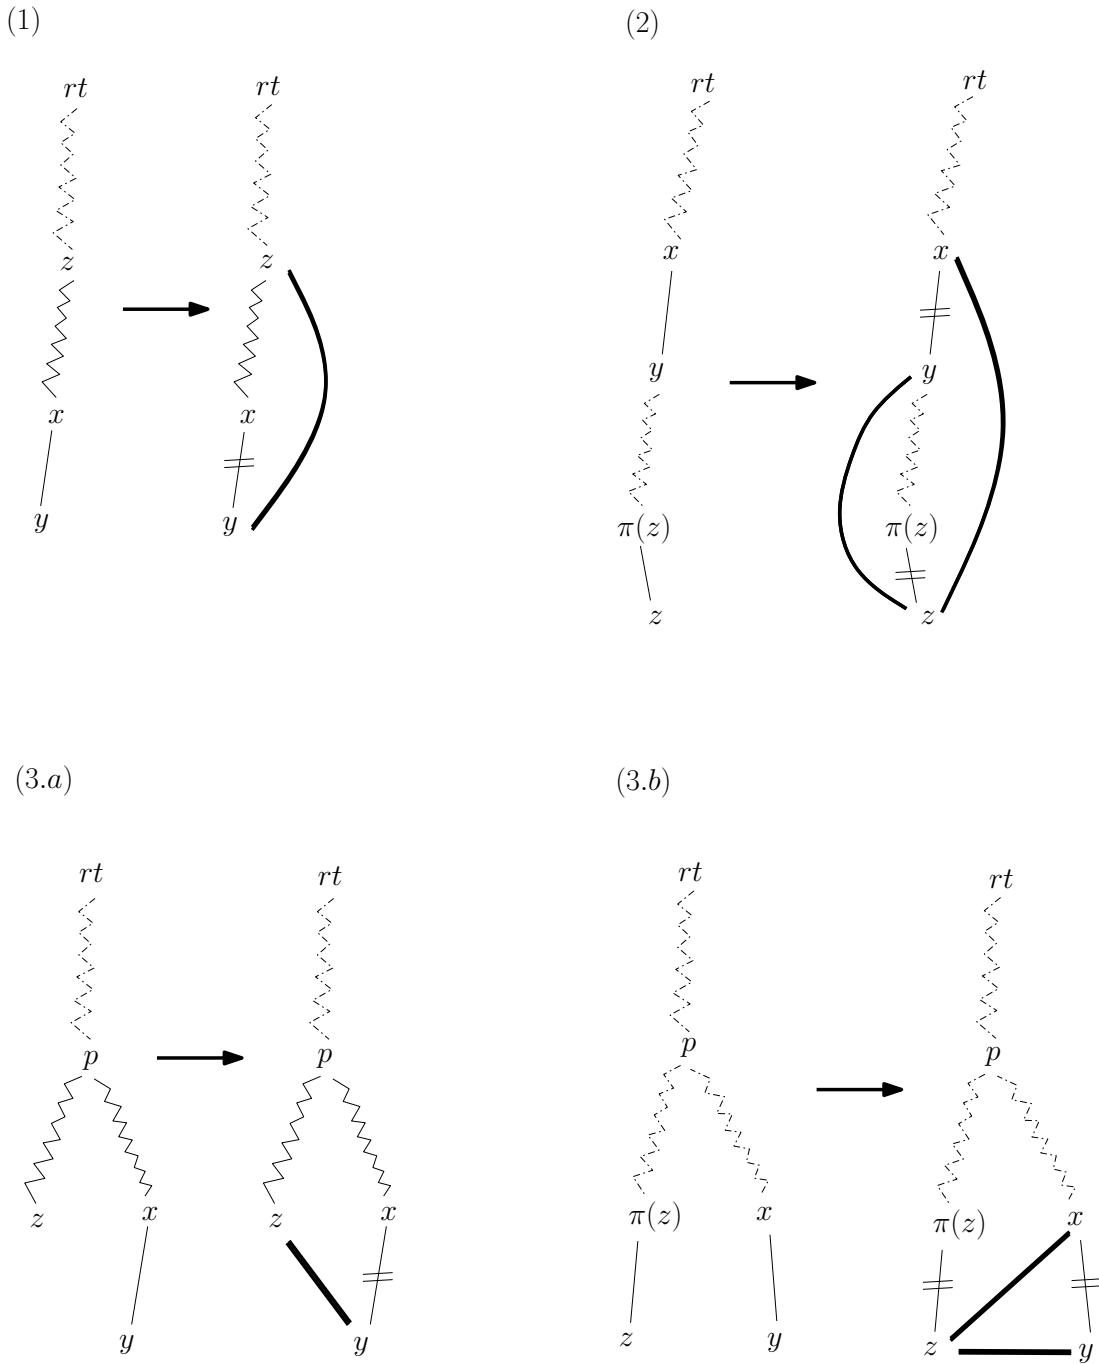 (1)
rt
z
x
y
rt
z
x
y
(2)
rt
x
y
π(z)
z
rt
x
y
π(z)
z
(3.a)
rt
p
z
x
y
rt
p
z
x
y
(3.b)
rt
p
π(z)
x
z
y
rt
p
π(z)
x
z
y